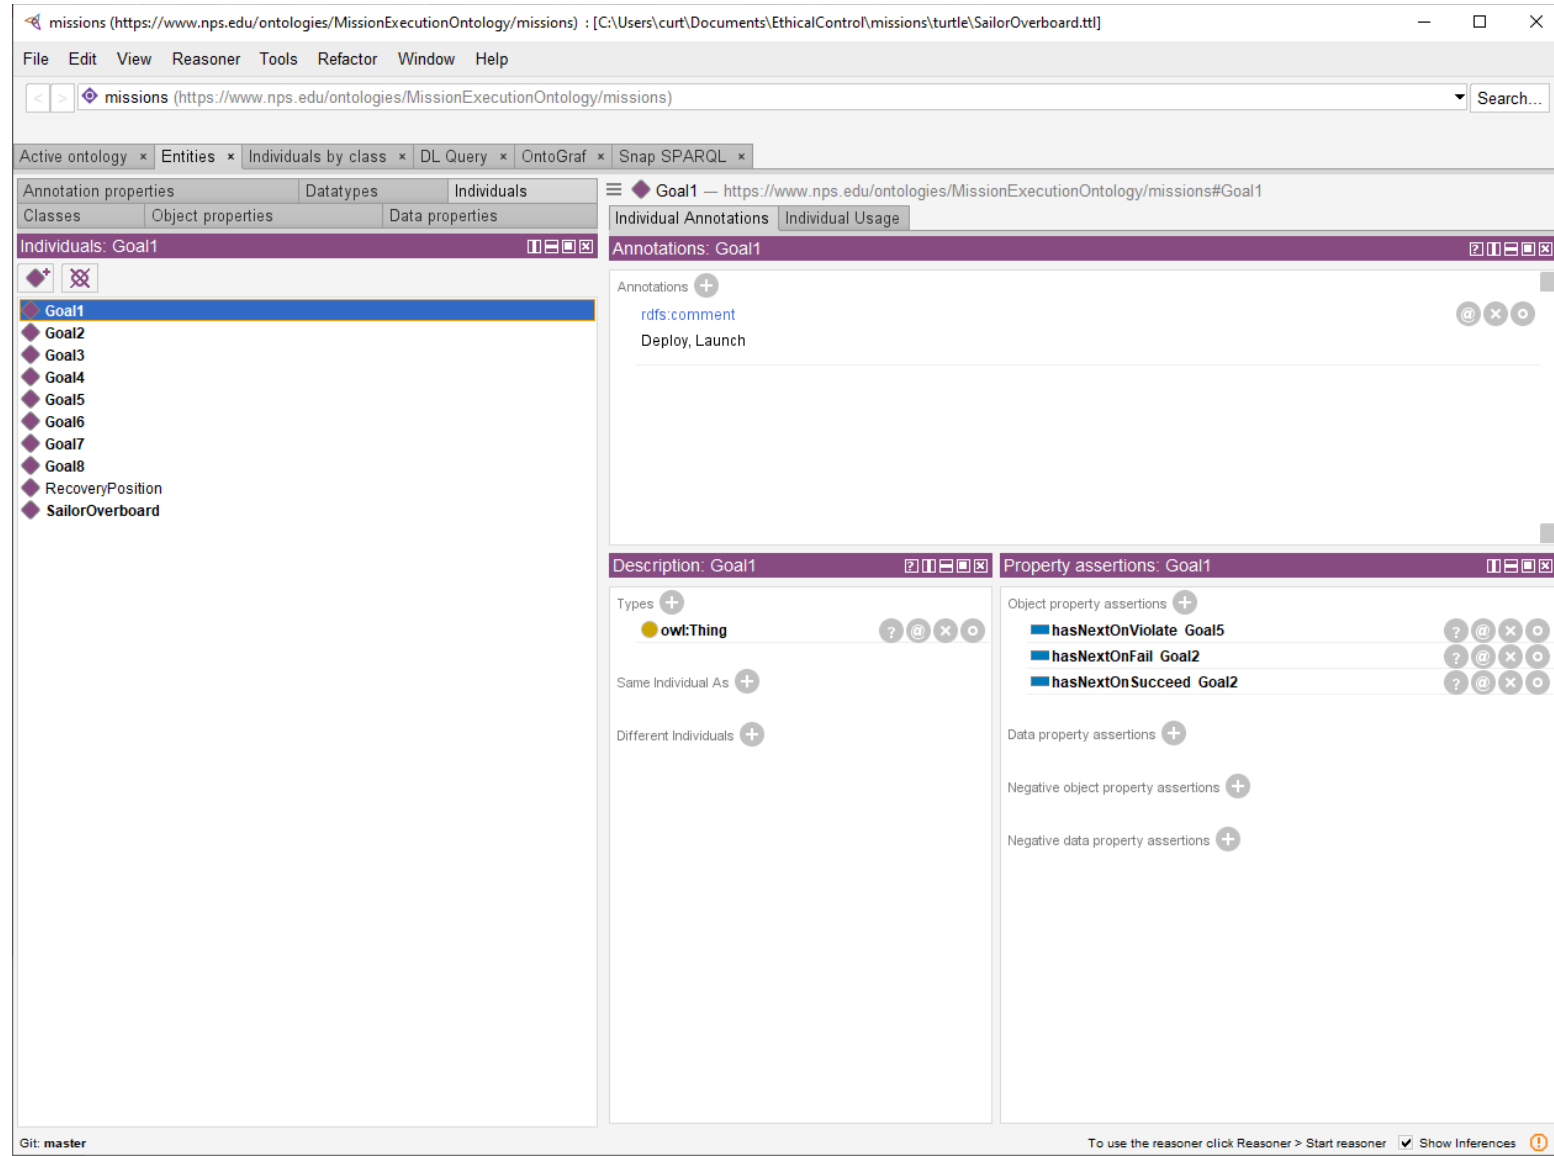 missions (https://www.nps.edu/ontologies/MissionExecutionOntology/missions) : [C:\Users\curt\Documents\EthicalControl\missions\turtle\SailorOverboard.ttl]
File Edit View Reasoner Tools Refactor Window Help
< > missions (https://www.nps.edu/ontologies/MissionExecutionOntology/missions) Search...
Active ontology × Entities × Individuals by class × DL Query × OntoGraf × Snap SPARQL ×
Annotation properties Datatypes Individuals
Classes Object properties Data properties
Individuals: Goal1
Goal1
Goal2
Goal3
Goal4
Goal5
Goal6
Goal7
Goal8
RecoveryPosition
SailorOverboard
Goal1 — https://www.nps.edu/ontologies/MissionExecutionOntology/missions#Goal1
Individual Annotations Individual Usage
Annotations: Goal1
Annotations
rdfs:comment
Deploy, Launch
Description: Goal1
Types
owl:Thing
Same Individual As
Different Individuals
Property assertions: Goal1
Object property assertions
hasNextOnViolate Goal5
hasNextOnFail Goal2
hasNextOnSucceed Goal2
Data property assertions
Negative object property assertions
Negative data property assertions
Git: master
To use the reasoner click Reasoner > Start reasoner Show Inferences